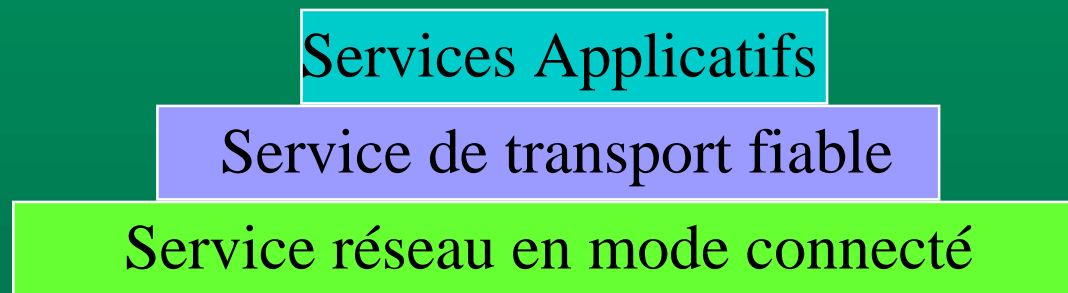 Services Applicatifs
Service de transport fiable
Service réseau en mode connecté